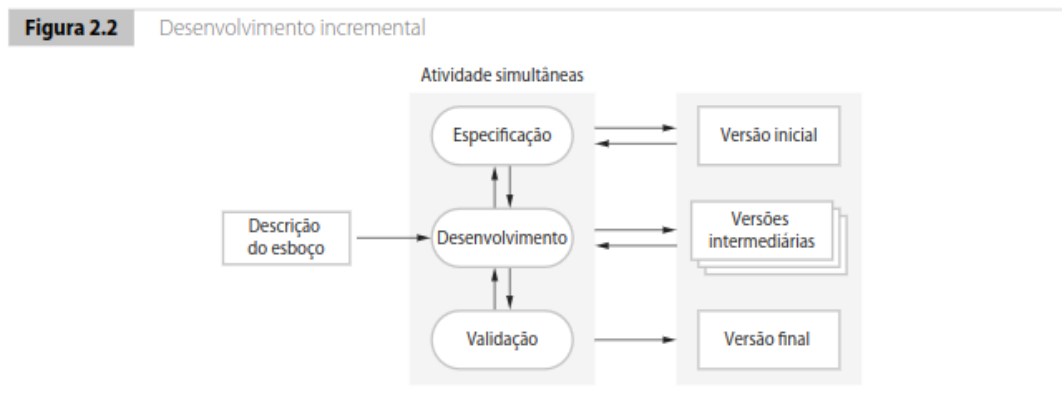 Figura 2.2 Desenvolvimento incremental
Atividade simultâneas
Especificação
Versão inicial
Descrição
do esboço
Desenvolvimento
Versões
intermediárias
Validação
Versão final